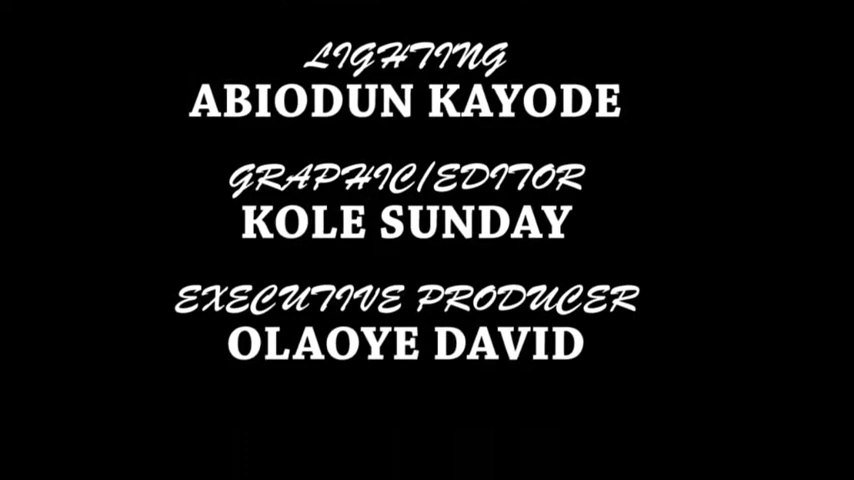 LIGHTING
ABIODUN KAYODE
GRAPHIC/EDITOR
KOLE SUNDAY
EXECUTIVE PRODUCER
OLAOYE DAVID